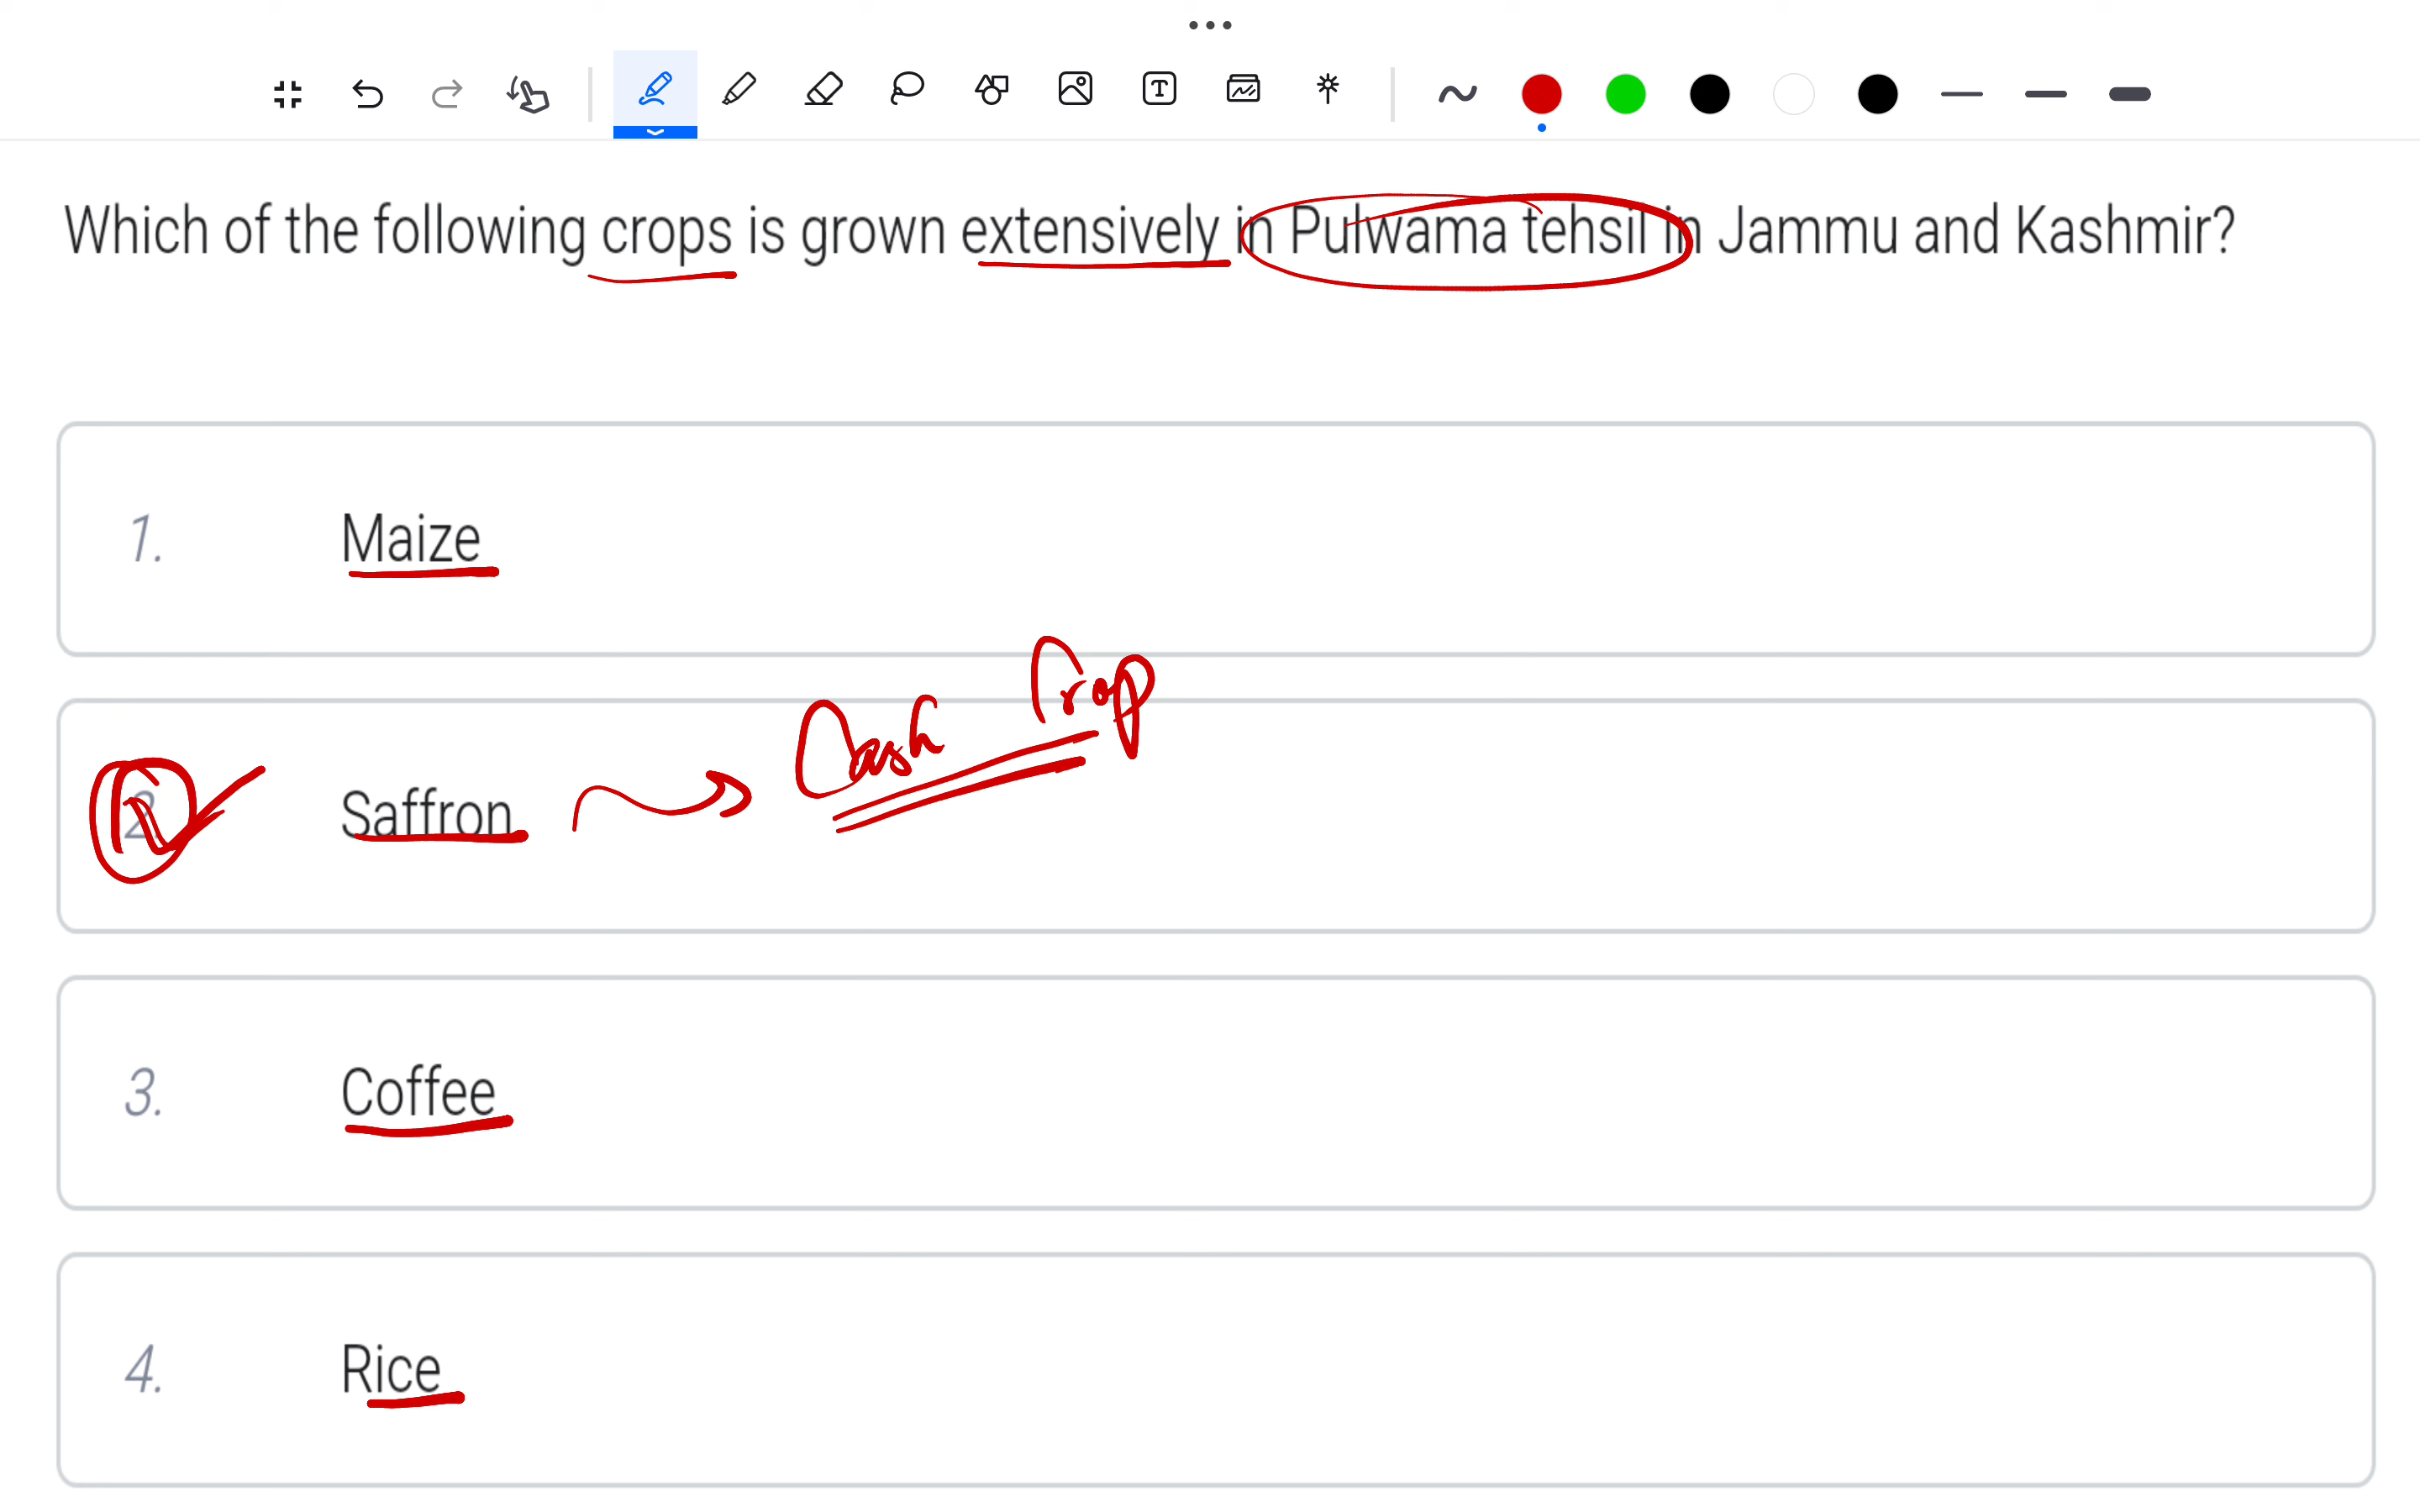 Which of the following crops is grown extensively in Pulwama tehsil in Jammu and Kashmir?
1. Maize
Cash Crop
2. Saffron
3. Coffee
4. Rice